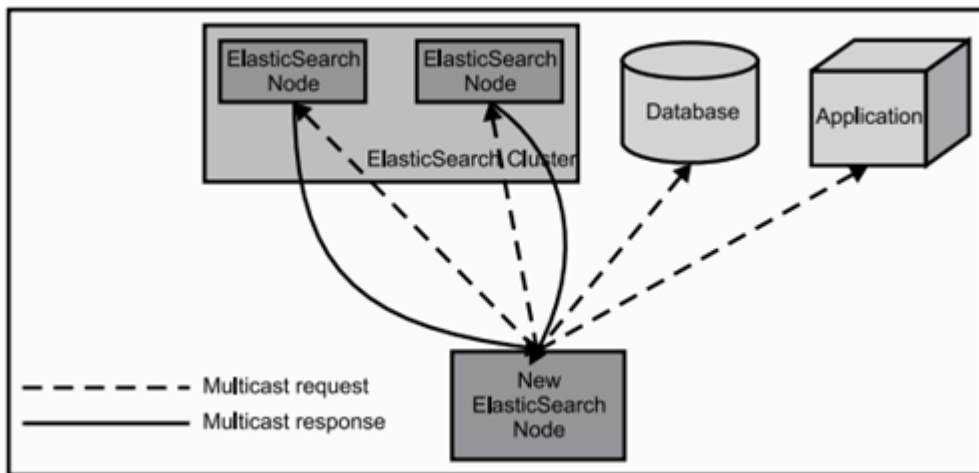 ElasticSearch
Node
ElasticSearch
Node
ElasticSearch Cluster
Database
Application
Multicast request
Multicast response
New
ElasticSearch
Node